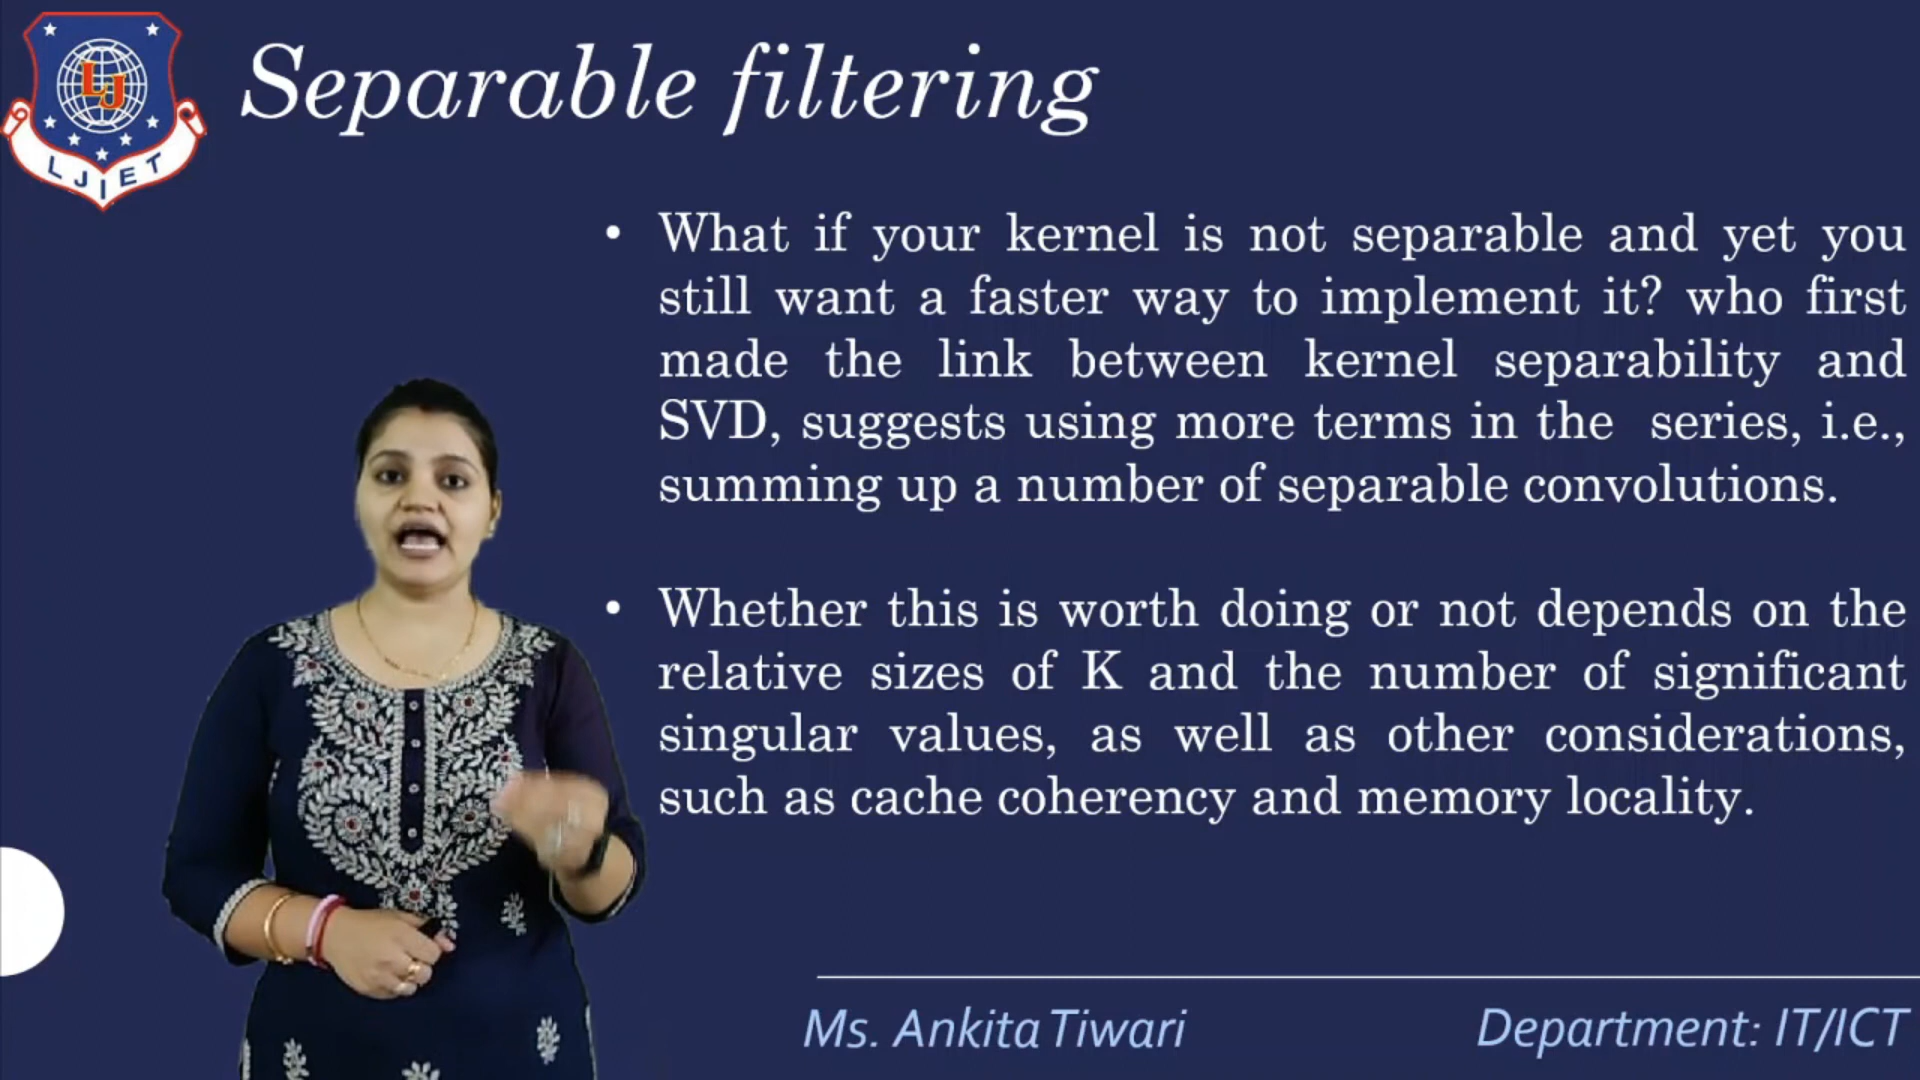 LJ
LJIET
Separable filtering
• What if your kernel is not separable and yet you
still want a faster way to implement it? who first
made the link between kernel separability and
SVD, suggests using more terms in the series, i.e.,
summing up a number of separable convolutions.
• Whether this is worth doing or not depends on the
relative sizes of K and the number of significant
singular values, as well as other considerations,
such as cache coherency and memory locality.
Ms. Ankita Tiwari
Department: IT/ICT